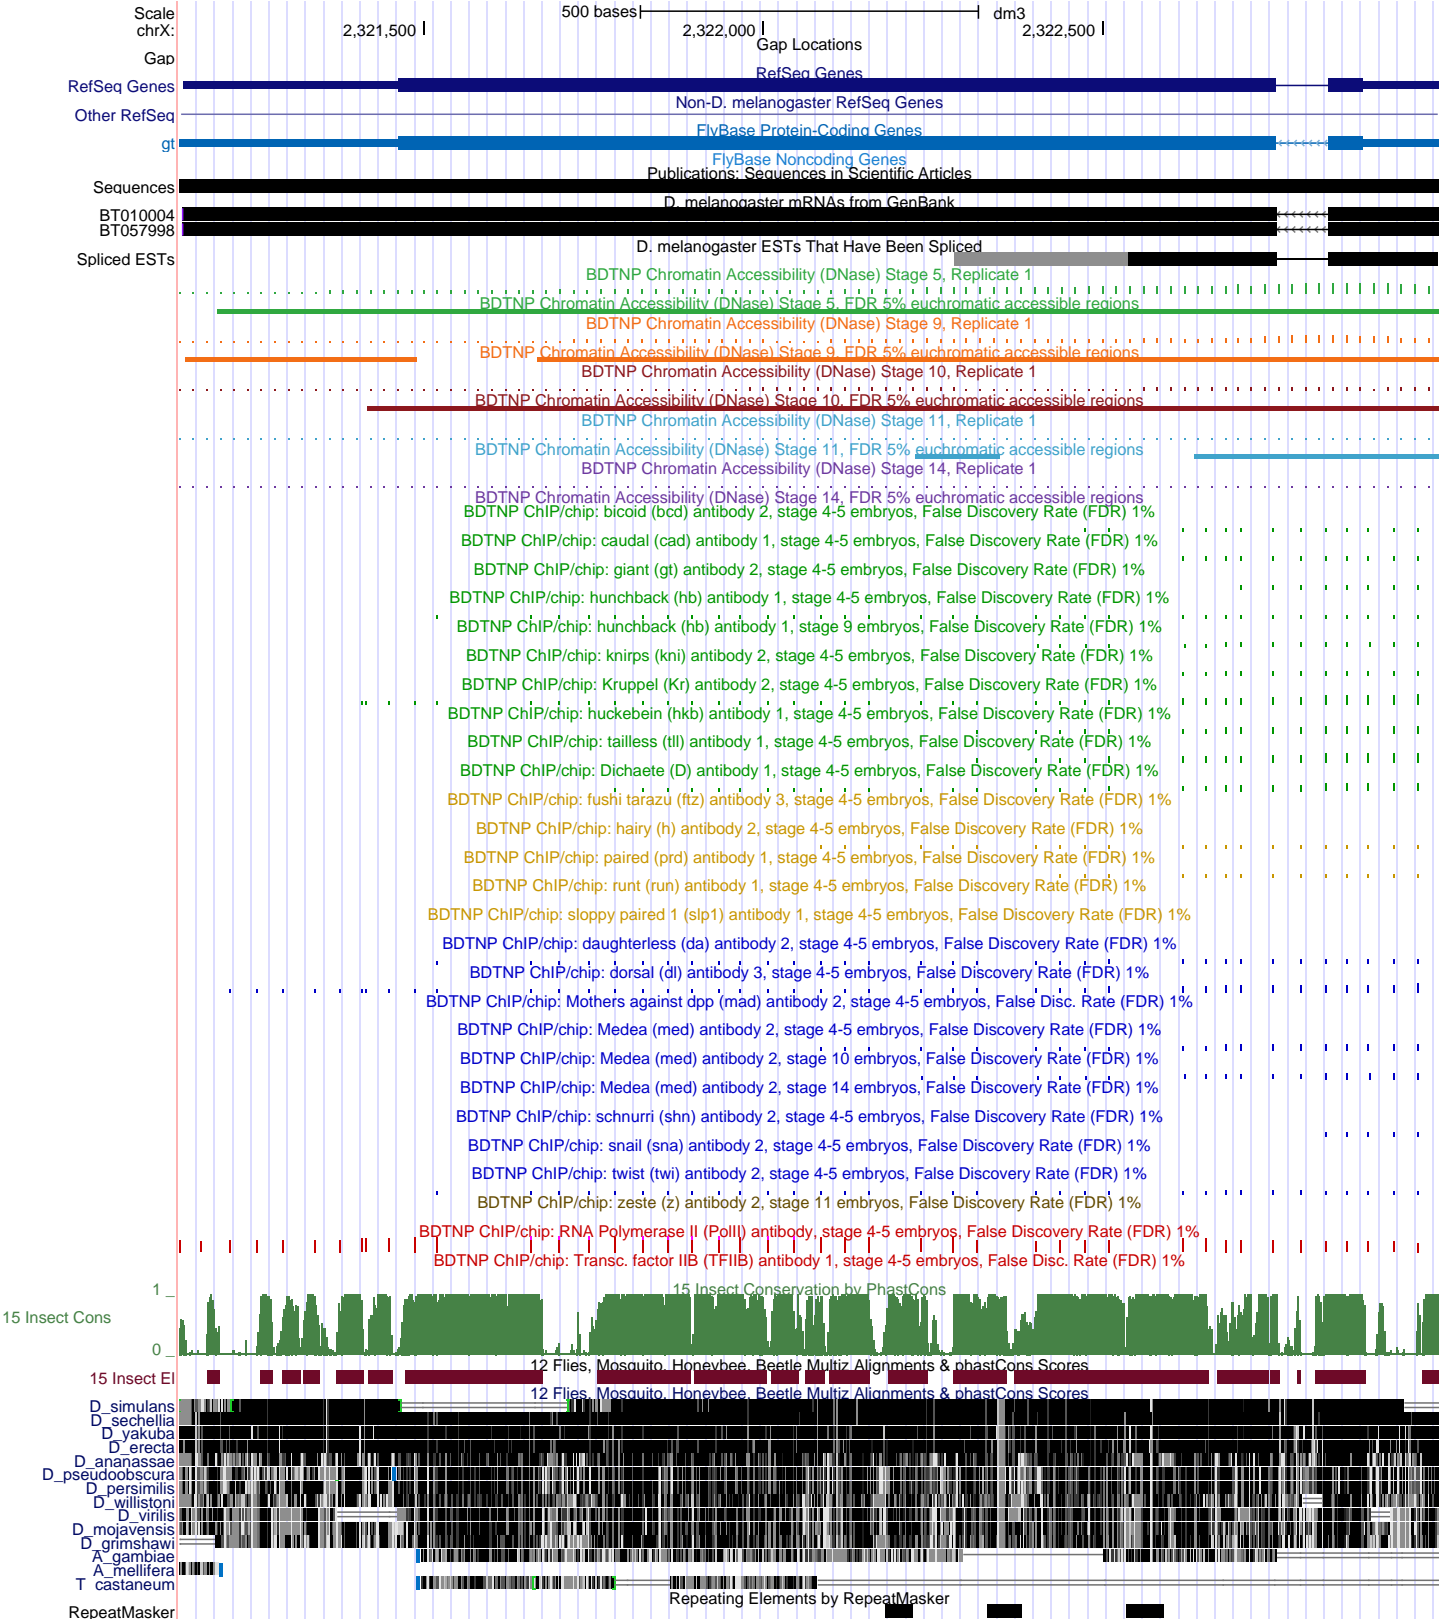 Scale 500 bases dm3
chrX: 2,321,500 2,322,000 2,322,500
Gap Locations
Gap
RefSeq Genes
RefSeq Genes
Non-D. melanogaster RefSeq Genes
Other RefSeq
FlyBase Protein-Coding Genes
gt
FlyBase Noncoding Genes
Publications: Sequences in Scientific Articles
Sequences
D. melanogaster mRNAs from GenBank
BT010004
BT057998
D. melanogaster ESTs That Have Been Spliced
Spliced ESTs
BDTNP Chromatin Accessibility (DNase) Stage 5, Replicate 1
BDTNP Chromatin Accessibility (DNase) Stage 5, FDR 5% euchromatic accessible regions
BDTNP Chromatin Accessibility (DNase) Stage 9, Replicate 1
BDTNP Chromatin Accessibility (DNase) Stage 9, FDR 5% euchromatic accessible regions
BDTNP Chromatin Accessibility (DNase) Stage 10, Replicate 1
BDTNP Chromatin Accessibility (DNase) Stage 10, FDR 5% euchromatic accessible regions
BDTNP Chromatin Accessibility (DNase) Stage 11, Replicate 1
BDTNP Chromatin Accessibility (DNase) Stage 11, FDR 5% euchromatic accessible regions
BDTNP Chromatin Accessibility (DNase) Stage 14, Replicate 1
BDTNP Chromatin Accessibility (DNase) Stage 14, FDR 5% euchromatic accessible regions
BDTNP ChIP/chip: bicoid (bcd) antibody 2, stage 4-5 embryos, False Discovery Rate (FDR) 1%
BDTNP ChIP/chip: caudal (cad) antibody 1, stage 4-5 embryos, False Discovery Rate (FDR) 1%
BDTNP ChIP/chip: giant (gt) antibody 2, stage 4-5 embryos, False Discovery Rate (FDR) 1%
BDTNP ChIP/chip: hunchback (hb) antibody 1, stage 4-5 embryos, False Discovery Rate (FDR) 1%
BDTNP ChIP/chip: hunchback (hb) antibody 1, stage 9 embryos, False Discovery Rate (FDR) 1%
BDTNP ChIP/chip: knirps (kni) antibody 2, stage 4-5 embryos, False Discovery Rate (FDR) 1%
BDTNP ChIP/chip: Kruppel (Kr) antibody 2, stage 4-5 embryos, False Discovery Rate (FDR) 1%
BDTNP ChIP/chip: huckebein (hkb) antibody 1, stage 4-5 embryos, False Discovery Rate (FDR) 1%
BDTNP ChIP/chip: tailless (tll) antibody 1, stage 4-5 embryos, False Discovery Rate (FDR) 1%
BDTNP ChIP/chip: Dichaete (D) antibody 1, stage 4-5 embryos, False Discovery Rate (FDR) 1%
BDTNP ChIP/chip: fushi tarazu (ftz) antibody 3, stage 4-5 embryos, False Discovery Rate (FDR) 1%
BDTNP ChIP/chip: hairy (h) antibody 2, stage 4-5 embryos, False Discovery Rate (FDR) 1%
BDTNP ChIP/chip: paired (prd) antibody 1, stage 4-5 embryos, False Discovery Rate (FDR) 1%
BDTNP ChIP/chip: runt (run) antibody 1, stage 4-5 embryos, False Discovery Rate (FDR) 1%
BDTNP ChIP/chip: sloppy paired 1 (slp1) antibody 1, stage 4-5 embryos, False Discovery Rate (FDR) 1%
BDTNP ChIP/chip: daughterless (da) antibody 2, stage 4-5 embryos, False Discovery Rate (FDR) 1%
BDTNP ChIP/chip: dorsal (dl) antibody 3, stage 4-5 embryos, False Discovery Rate (FDR) 1%
BDTNP ChIP/chip: Mothers against dpp (mad) antibody 2, stage 4-5 embryos, False Disc. Rate (FDR) 1%
BDTNP ChIP/chip: Medea (med) antibody 2, stage 4-5 embryos, False Discovery Rate (FDR) 1%
BDTNP ChIP/chip: Medea (med) antibody 2, stage 10 embryos, False Discovery Rate (FDR) 1%
BDTNP ChIP/chip: Medea (med) antibody 2, stage 14 embryos, False Discovery Rate (FDR) 1%
BDTNP ChIP/chip: schnurri (shn) antibody 2, stage 4-5 embryos, False Discovery Rate (FDR) 1%
BDTNP ChIP/chip: snail (sna) antibody 2, stage 4-5 embryos, False Discovery Rate (FDR) 1%
BDTNP ChIP/chip: twist (twi) antibody 2, stage 4-5 embryos, False Discovery Rate (FDR) 1%
BDTNP ChIP/chip: zeste (z) antibody 2, stage 11 embryos, False Discovery Rate (FDR) 1%
BDTNP ChIP/chip: RNA Polymerase II (PolII) antibody, stage 4-5 embryos, False Discovery Rate (FDR) 1%
BDTNP ChIP/chip: Transc. factor IIB (TFIIB) antibody 1, stage 4-5 embryos, False Disc. Rate (FDR) 1%
15 Insect Conservation by PhastCons
1 _
15 Insect Cons
0 _
12 Flies, Mosquito, Honeybee, Beetle Multiz Alignments & phastCons Scores
15 Insect El
12 Flies, Mosquito, Honeybee, Beetle Multiz Alignments & phastCons Scores
D_simulans
D_sechellia
D_yakuba
D_erecta
D_ananassae
D_pseudoobscura
D_persimilis
D_willistoni
D_virilis
D_mojavensis
D_grimshawi
A_gambiae
A_mellifera
T_castaneum
Repeating Elements by RepeatMasker
RepeatMasker